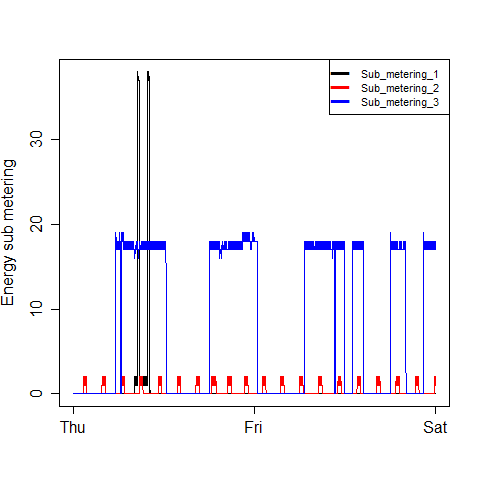 Sub_metering_1
Sub_metering_2
Sub_metering_3
Energy sub metering
30
20
10
0
Thu Fri Sat